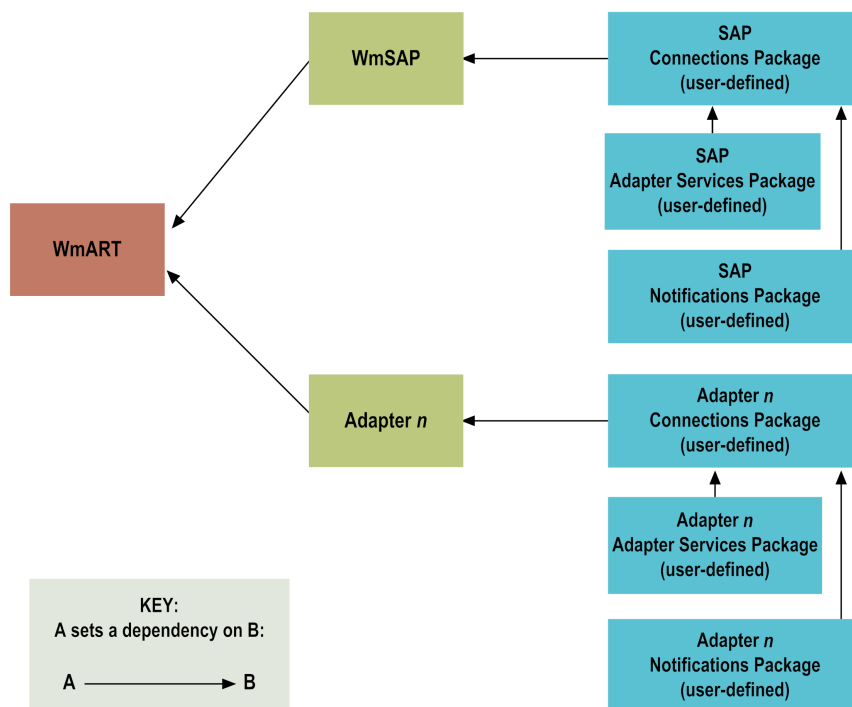 WmSAP
SAP
Connections Package
(user-defined)
SAP
Adapter Services Package
(user-defined)
WmART
SAP
Notifications Package
(user-defined)
Adapter n
Adapter n
Connections Package
(user-defined)
Adapter n
Adapter Services Package
(user-defined)
KEY:
A sets a dependency on B:
A B
Adapter n
Notifications Package
(user-defined)